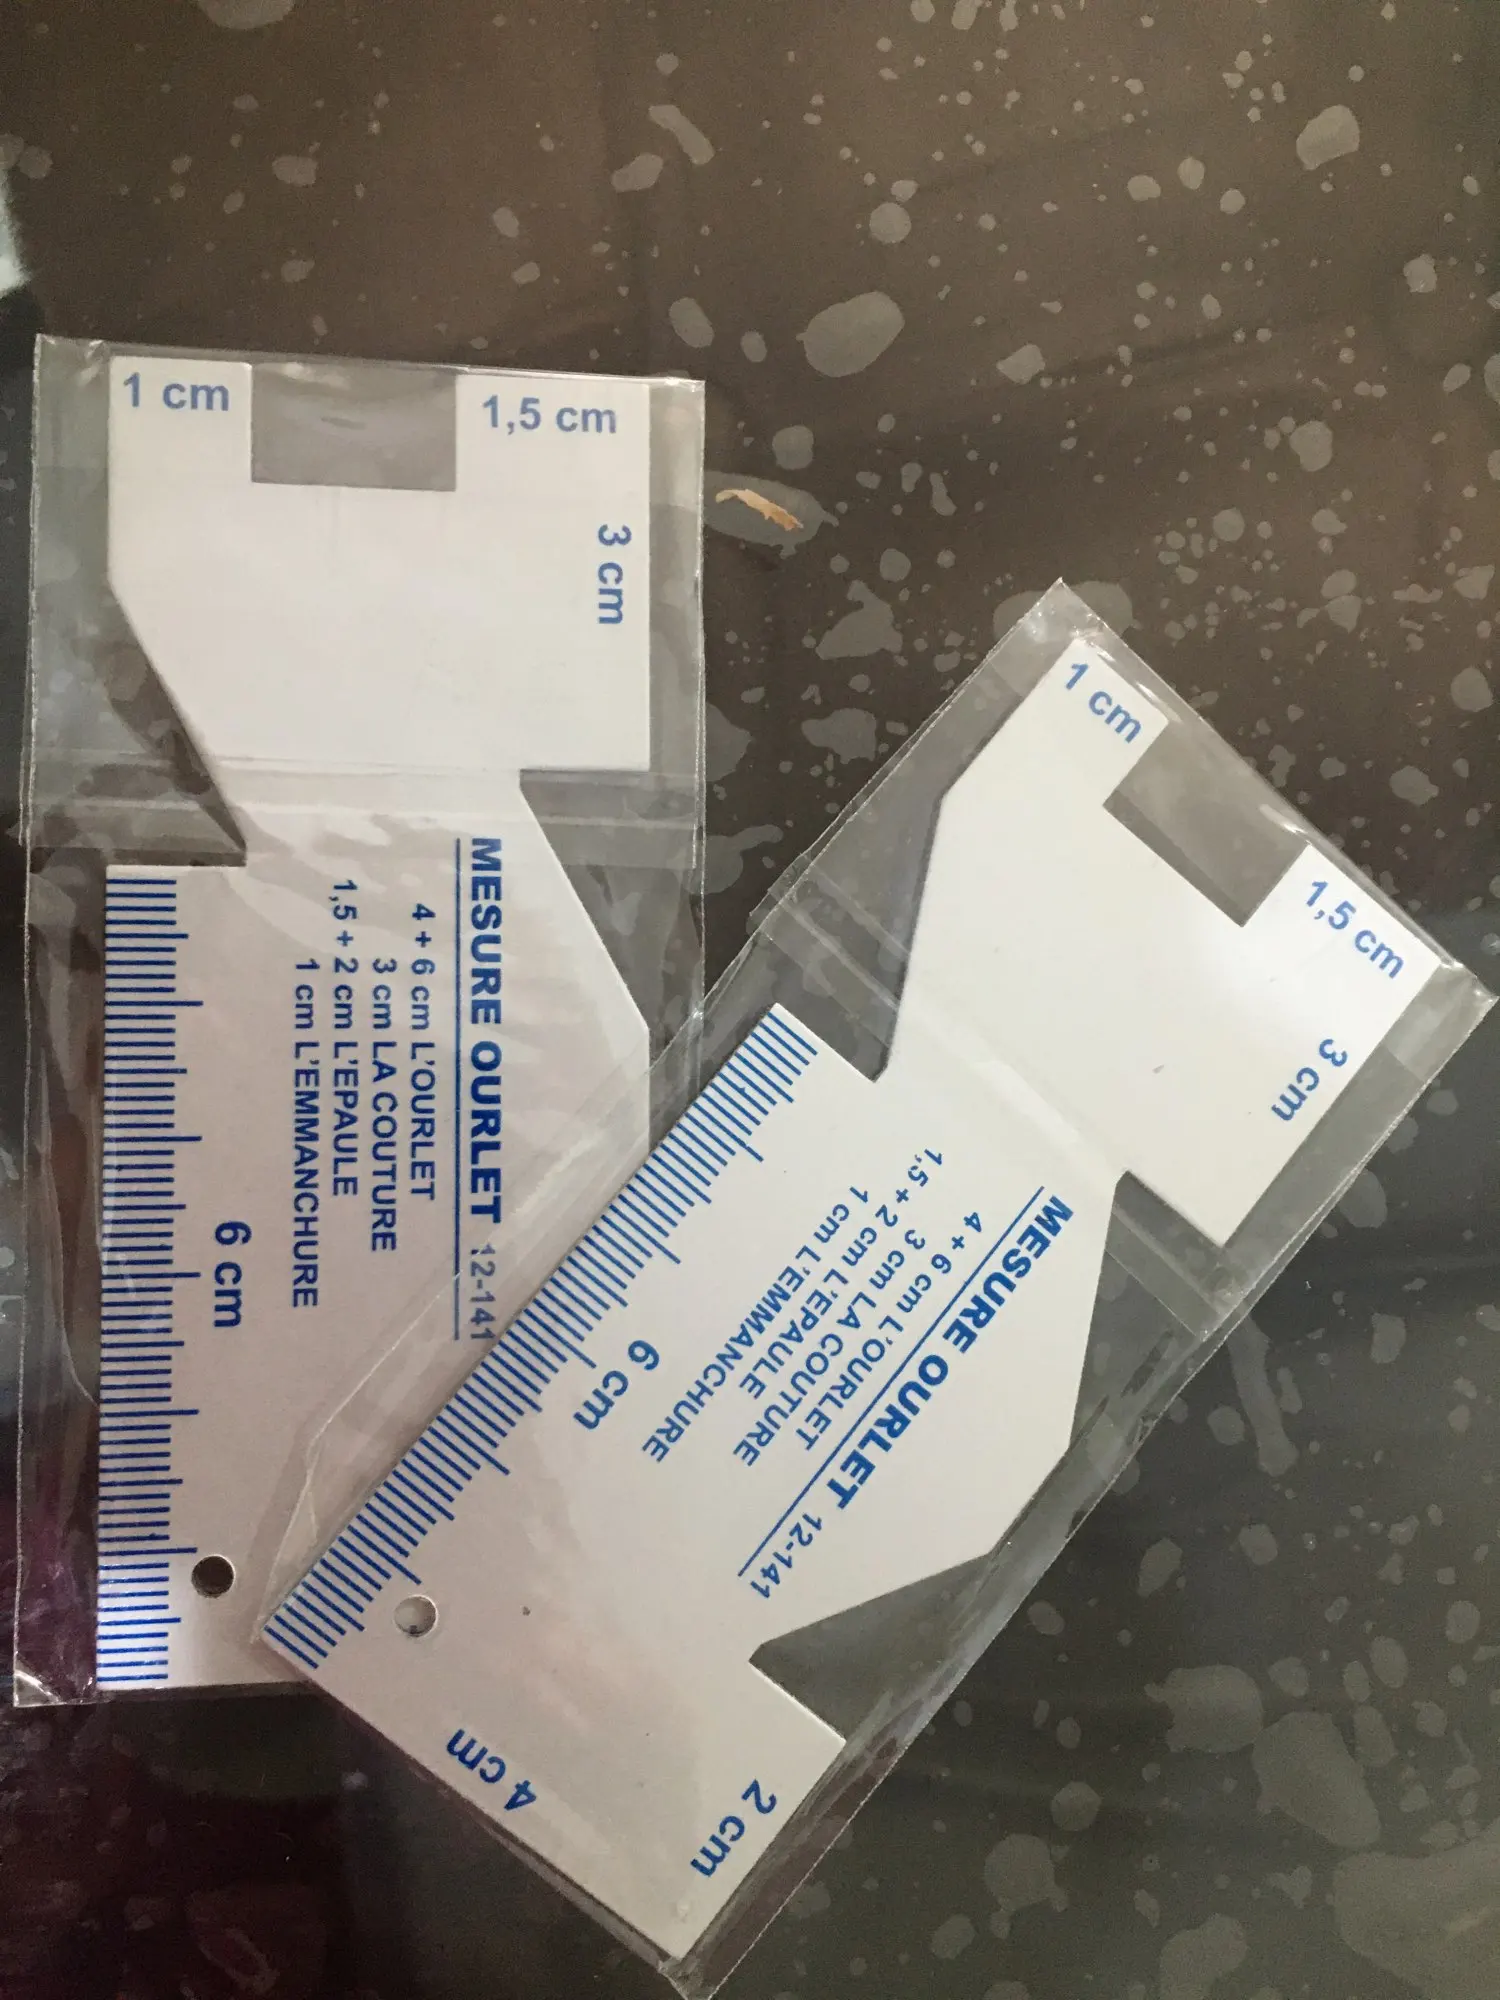 1 cm
1,5 cm
3 cm
MESURE OURLET 12-141
4 + 6 cm L'OURLET
3 cm LA COUTURE
1,5 + 2 cm L'EPAULE
1 cm L'EMMANCHURE
6 cm
1 cm
1,5 cm
3 cm
MESURE OURLET 12-141
4 + 6 cm L'OURLET
3 cm LA COUTURE
1,5 + 2 cm L'EPAULE
1 cm L'EMMANCHURE
6 cm
4 cm
2 cm